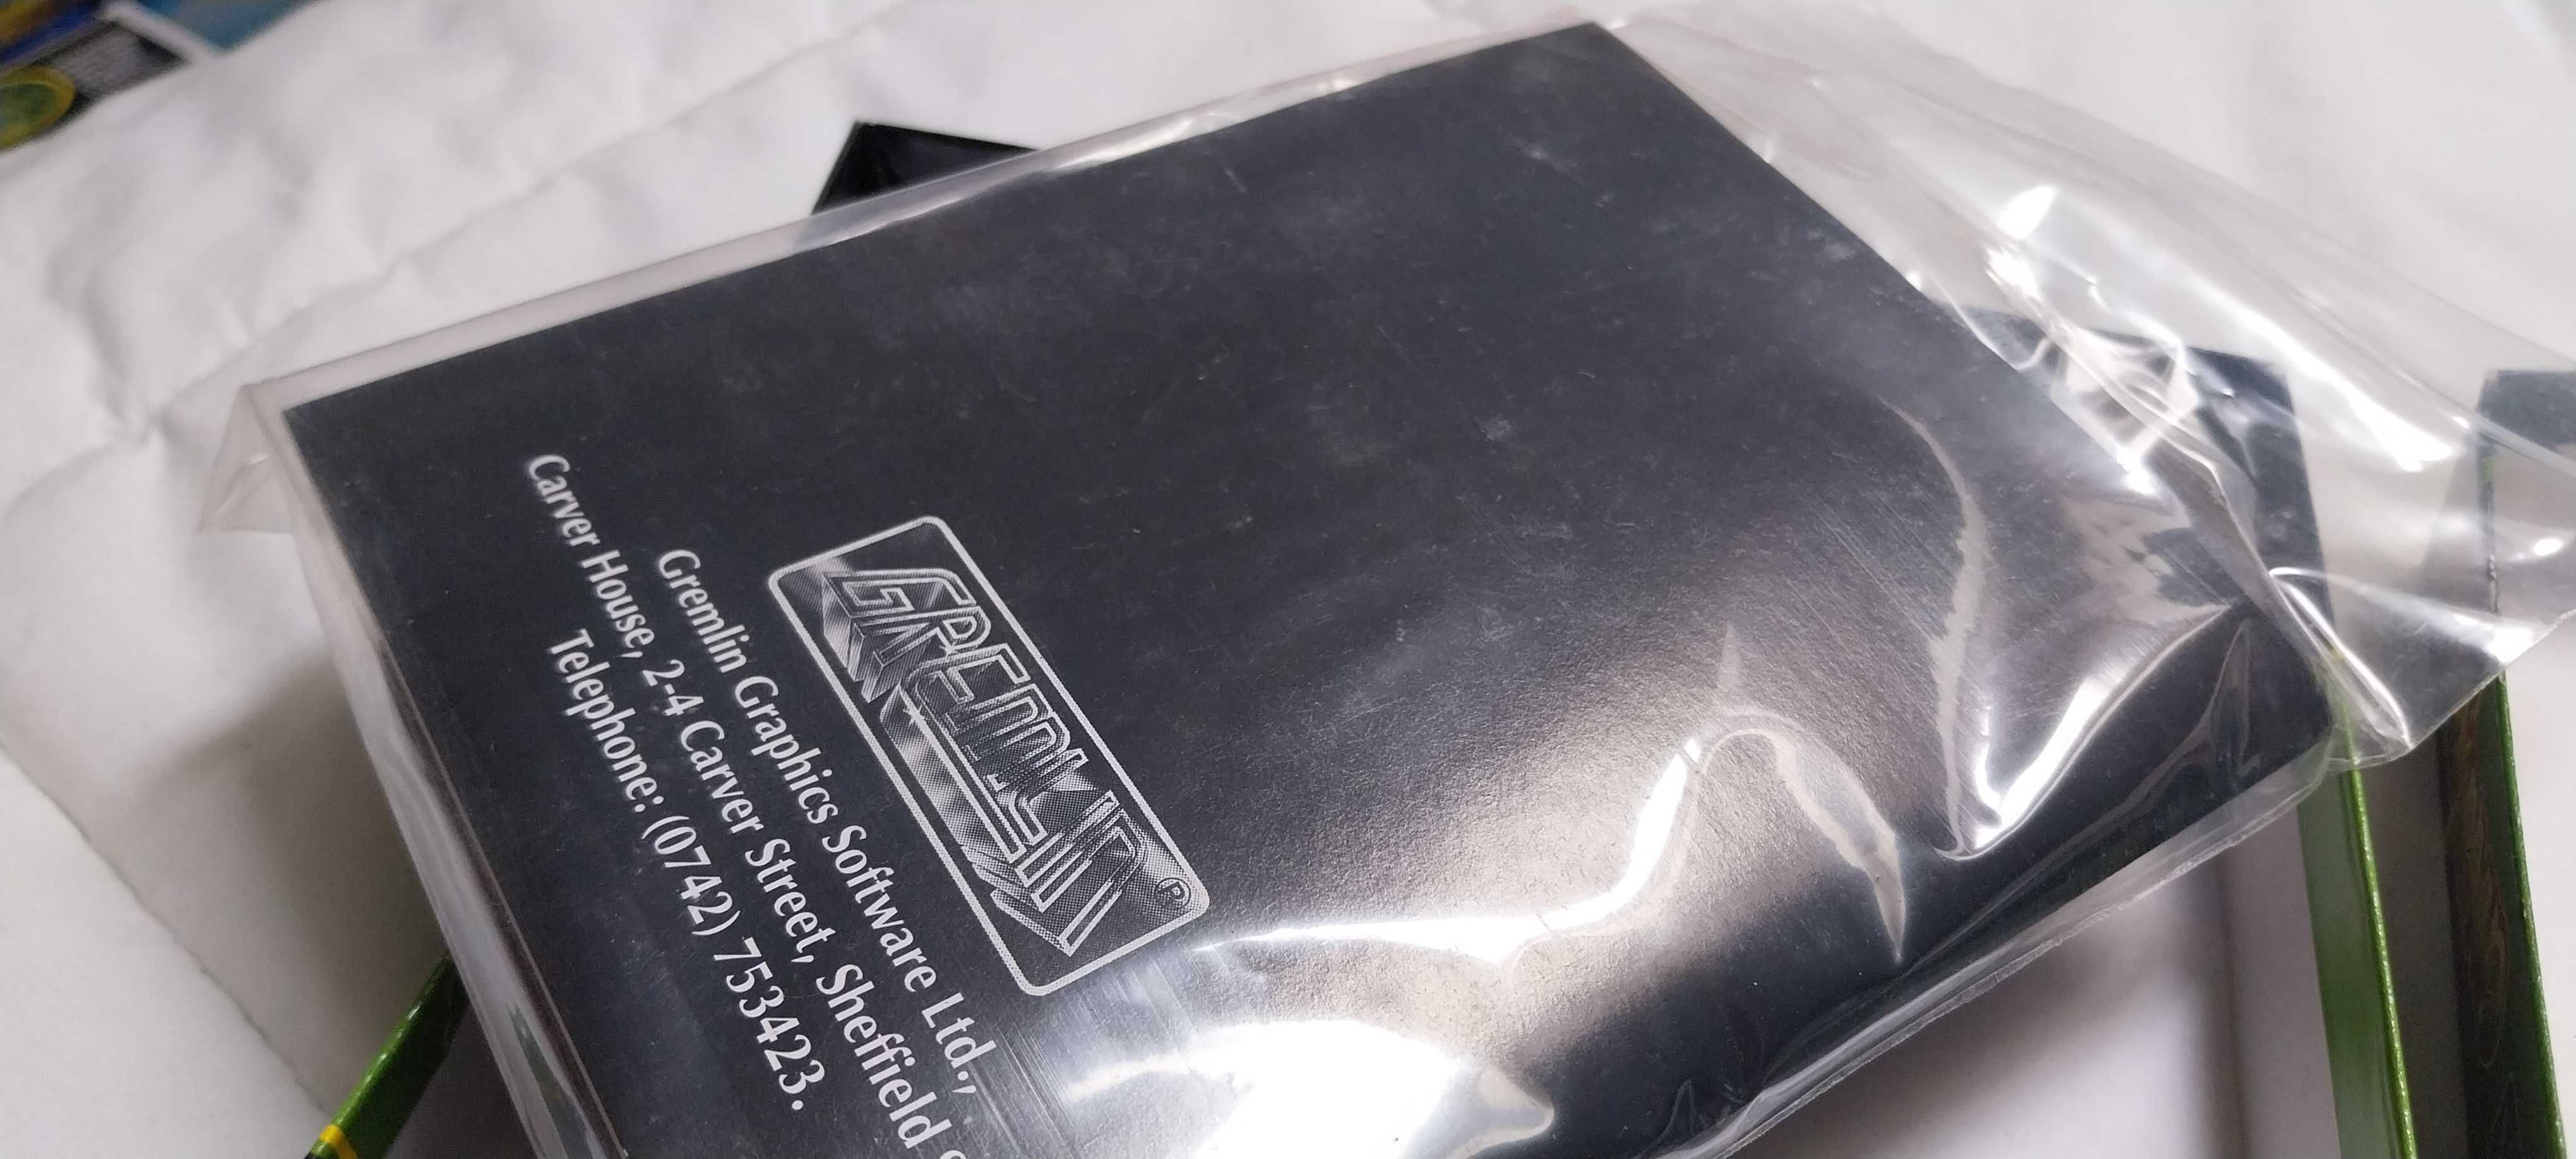 GREMLIN ®
Gremlin Graphics Software Ltd.,
Carver House, 2-4 Carver Street, Sheffield
Telephone: (0742) 753423.